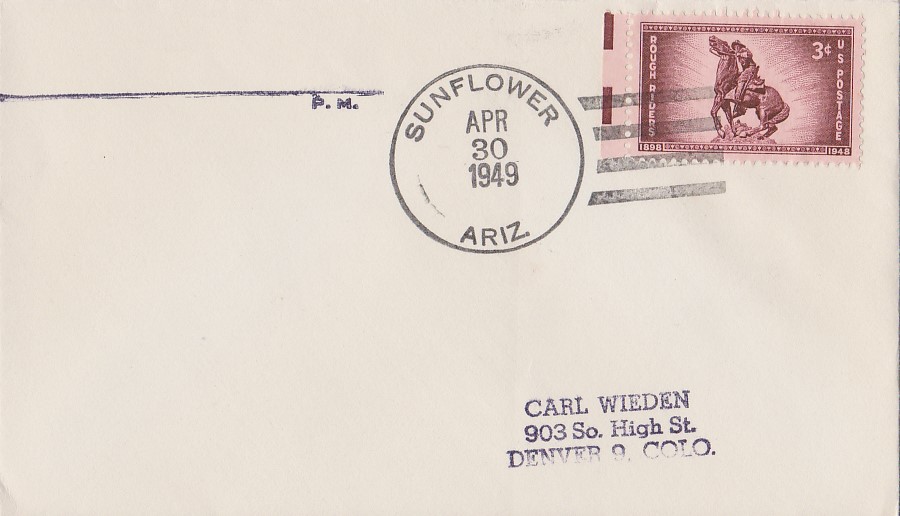 P. M.
SUNFLOWER
APR
30
1949
ARIZ.
ROUGH RIDERS
3¢
U S POSTAGE
1898
1948
CARL WIEDEN
903 So. High St.
DENVER 9, COLO.